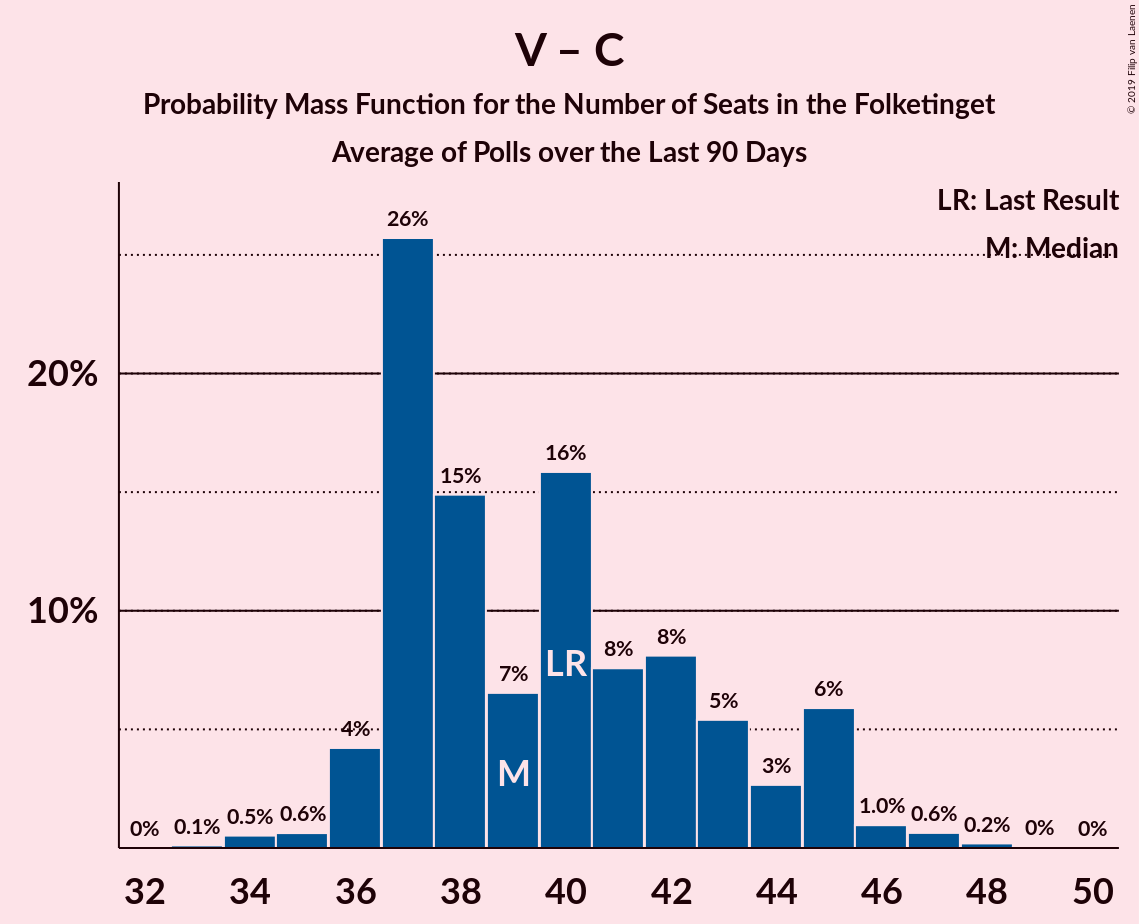 V – C
Probability Mass Function for the Number of Seats in the Folketinget
Average of Polls over the Last 90 Days
© 2019 Filip van Laenen
LR: Last Result
M: Median
20%
10%
0%
0.1%
0.5%
0.6%
4%
26%
15%
7%
16%
8%
8%
5%
3%
6%
1.0%
0.6%
0.2%
0%
0%
M
LR
32 34 36 38 40 42 44 46 48 50